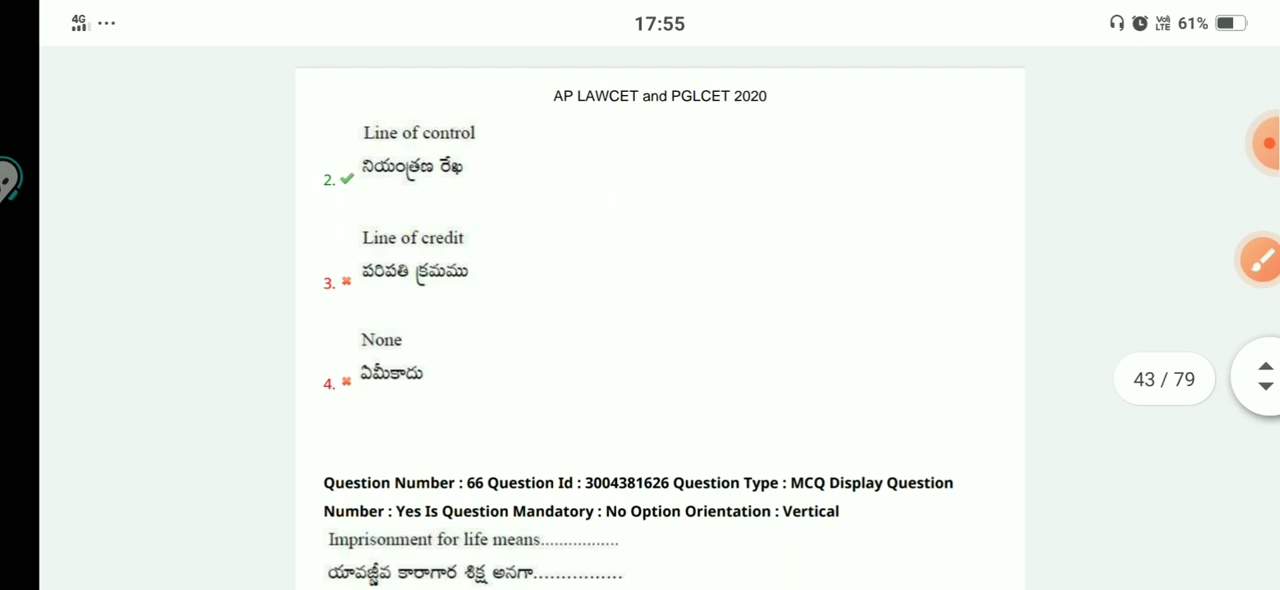 4G ... 17:55 Vol LTE 61%
AP LAWCET and PGLCET 2020
Line of control
నియంత్రణ రేఖ
2.
Line of credit
పరిపతి క్రమము
3.
None
ఏమీకాదు
4.
43 / 79
Question Number : 66 Question Id : 3004381626 Question Type : MCQ Display Question
Number : Yes Is Question Mandatory : No Option Orientation : Vertical
Imprisonment for life means.................
యావజ్జీవ కారాగార శిక్ష అనగా................